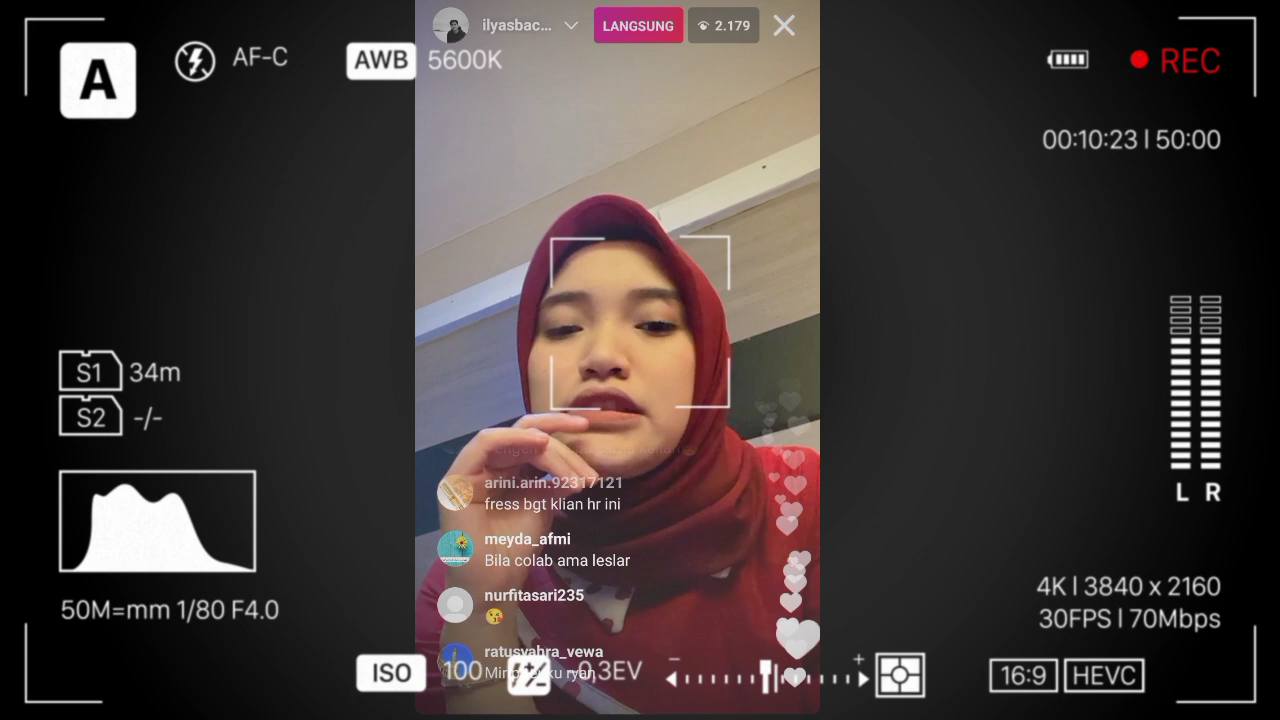 ilyasbac...
LANGSUNG
2.179
A
AF-C
AWB
5600K
REC
00:10:23 | 50:00
S1
34m
S2
-/-
L R
arini.arin.92317121
fress bgt klian hr ini
meyda_afmi
Bila colab ama leslar
nurfitasari235
😘
ratusyahra_vewa
50M=mm 1/80 F4.0
4K | 3840 x 2160
30FPS | 70Mbps
ISO
100
0,3EV
16:9
HEVC